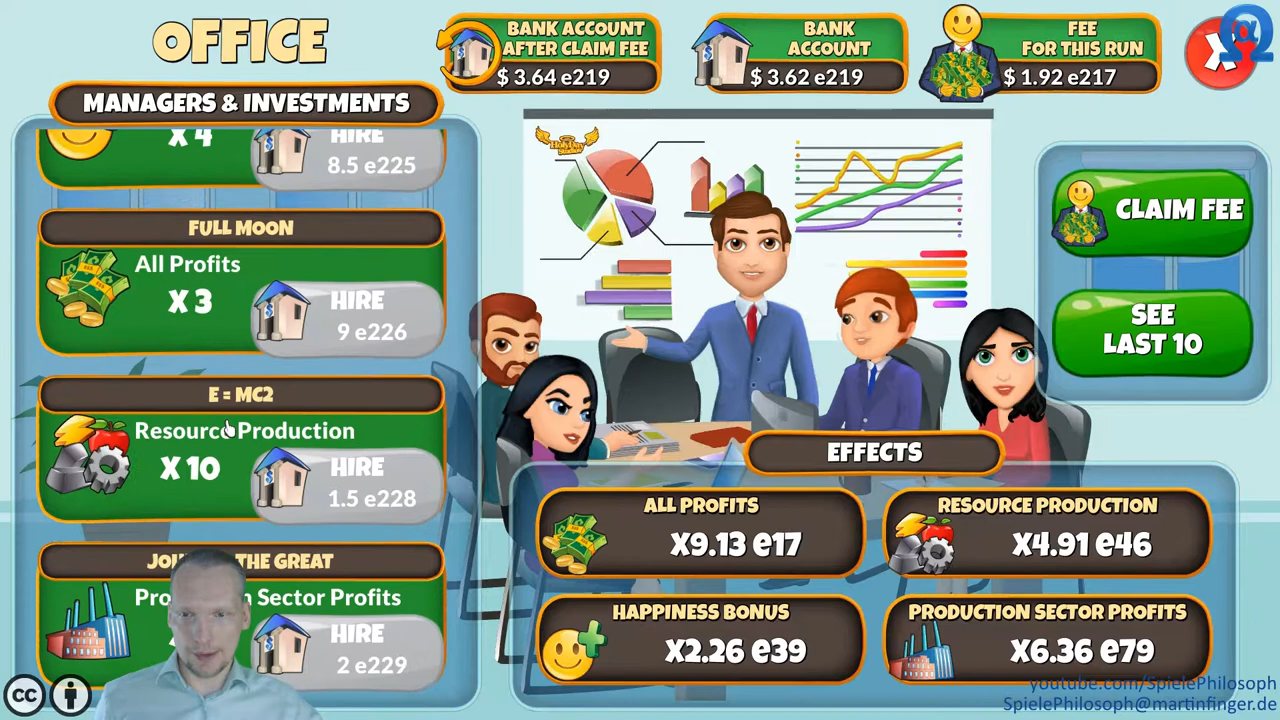 OFFICE
BANK ACCOUNT
AFTER CLAIM FEE
$ 3.64 e219
BANK
ACCOUNT
$ 3.62 e219
FEE
FOR THIS RUN
$ 1.92 e217
X
MANAGERS & INVESTMENTS
X 4
HIRE
8.5 e225
FULL MOON
All Profits
X 3
HIRE
9 e226
E = MC2
Resource Production
X 10
HIRE
1.5 e228
THE GREAT
Sector Profits
HIRE
2 e229
HolyDay
Studios
CLAIM FEE
SEE
LAST 10
EFFECTS
ALL PROFITS
X9.13 e17
RESOURCE PRODUCTION
X4.91 e46
HAPPINESS BONUS
X2.26 e39
PRODUCTION SECTOR PROFITS
X6.36 e79
cc
youtube.com/SpielePhilosoph
SpielePhilosoph@martinfinger.de